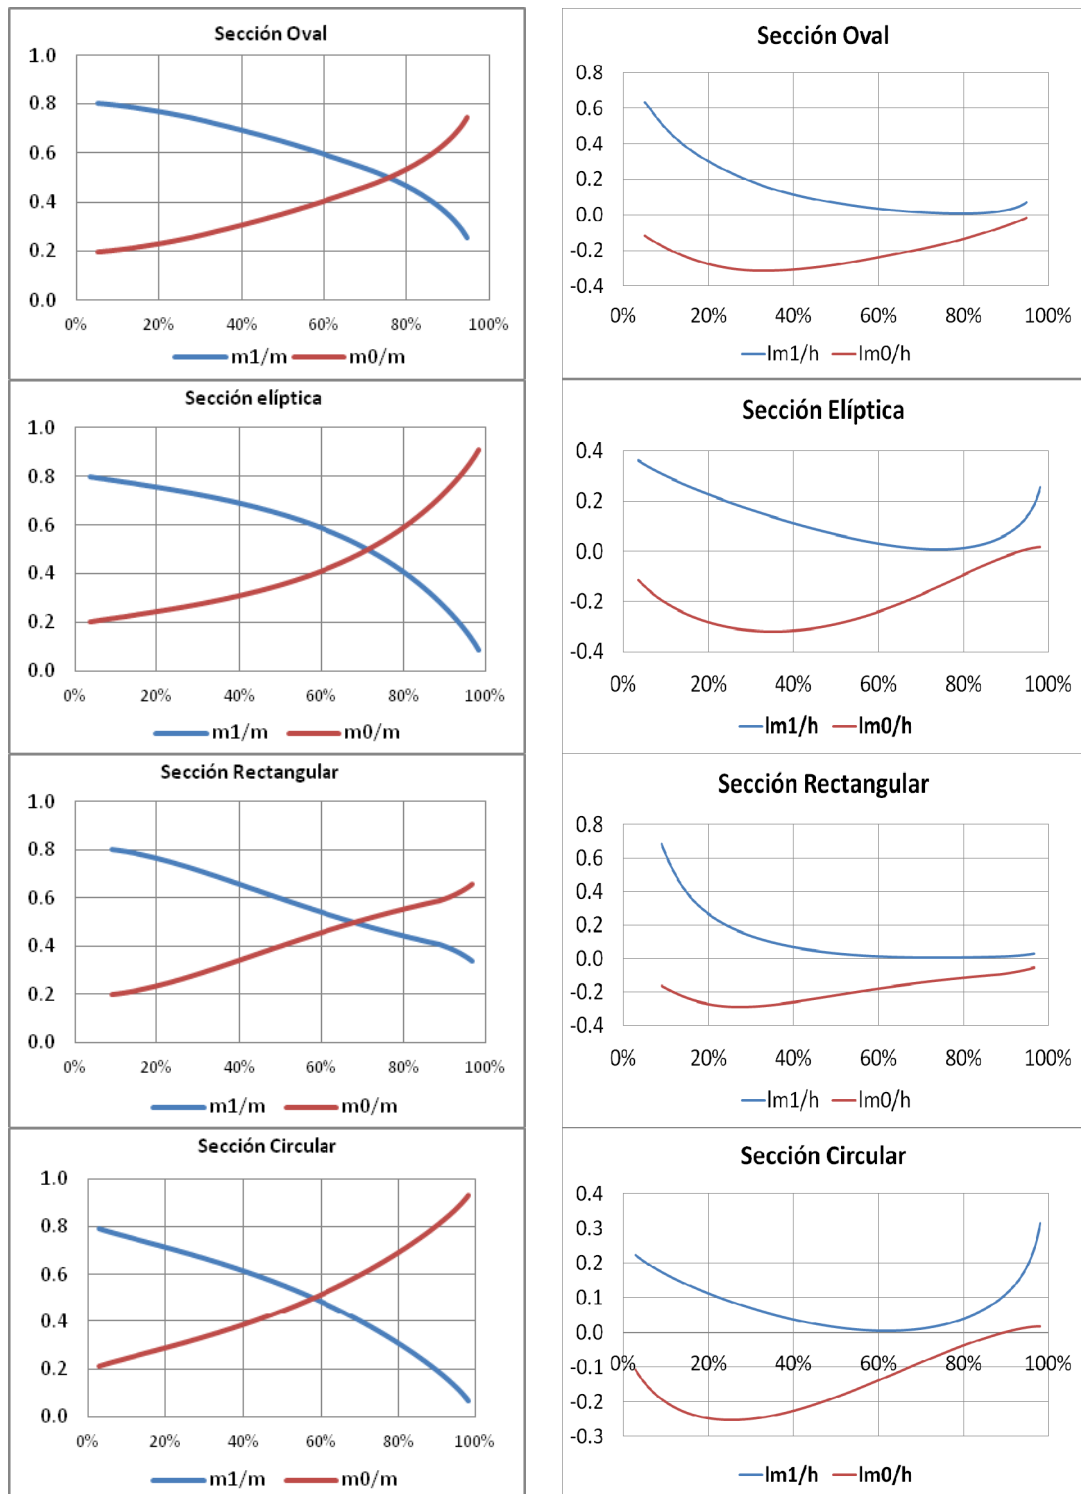 Sección Oval
1.0
0.8
0.6
0.4
0.2
0.0
0% 20% 40% 60% 80% 100%
m1/m m0/m
Sección Oval
0.8
0.6
0.4
0.2
0.0
-0.2
-0.4
0% 20% 40% 60% 80% 100%
lm1/h lm0/h
Sección elíptica
1.0
0.8
0.6
0.4
0.2
0.0
0% 20% 40% 60% 80% 100%
m1/m m0/m
Sección Elíptica
0.4
0.2
0.0
-0.2
-0.4
0% 20% 40% 60% 80% 100%
lm1/h lm0/h
Sección Rectangular
1.0
0.8
0.6
0.4
0.2
0.0
0% 20% 40% 60% 80% 100%
m1/m m0/m
Sección Rectangular
0.8
0.6
0.4
0.2
0.0
-0.2
-0.4
0% 20% 40% 60% 80% 100%
lm1/h lm0/h
Sección Circular
1.0
0.8
0.6
0.4
0.2
0.0
0% 20% 40% 60% 80% 100%
m1/m m0/m
Sección Circular
0.4
0.3
0.2
0.1
0.0
-0.1
-0.2
-0.3
0% 20% 40% 60% 80% 100%
lm1/h lm0/h